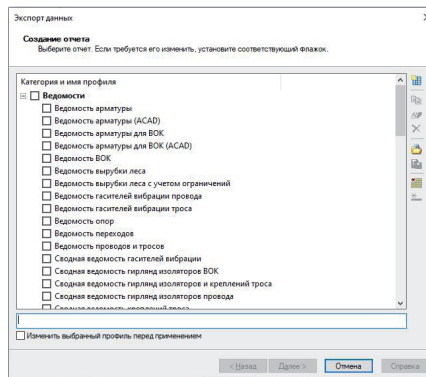 Экспорт данных
Создание отчета
Выберите отчет. Если требуется его изменить, установите соответствующий флажок.
Категория и имя профиля
Ведомости
Ведомость арматуры
Ведомость арматуры (ACAD)
Ведомость арматуры для ВОК
Ведомость арматуры для ВОК (ACAD)
Ведомость ВОК
Ведомость вырубки леса
Ведомость вырубки леса с учетом ограничений
Ведомость гасителей вибрации провода
Ведомость гасителей вибрации троса
Ведомость опор
Ведомость переходов
Ведомость проводов и тросов
Сводная ведомость гасителей вибрации
Сводная ведомость гирлянд изоляторов ВОК
Сводная ведомость гирлянд изоляторов и креплений троса
Сводная ведомость гирлянд изоляторов провода
Сводная ведомость креплений троса
Изменить выбранный профиль перед применением
< Назад Далее > Отмена Справка